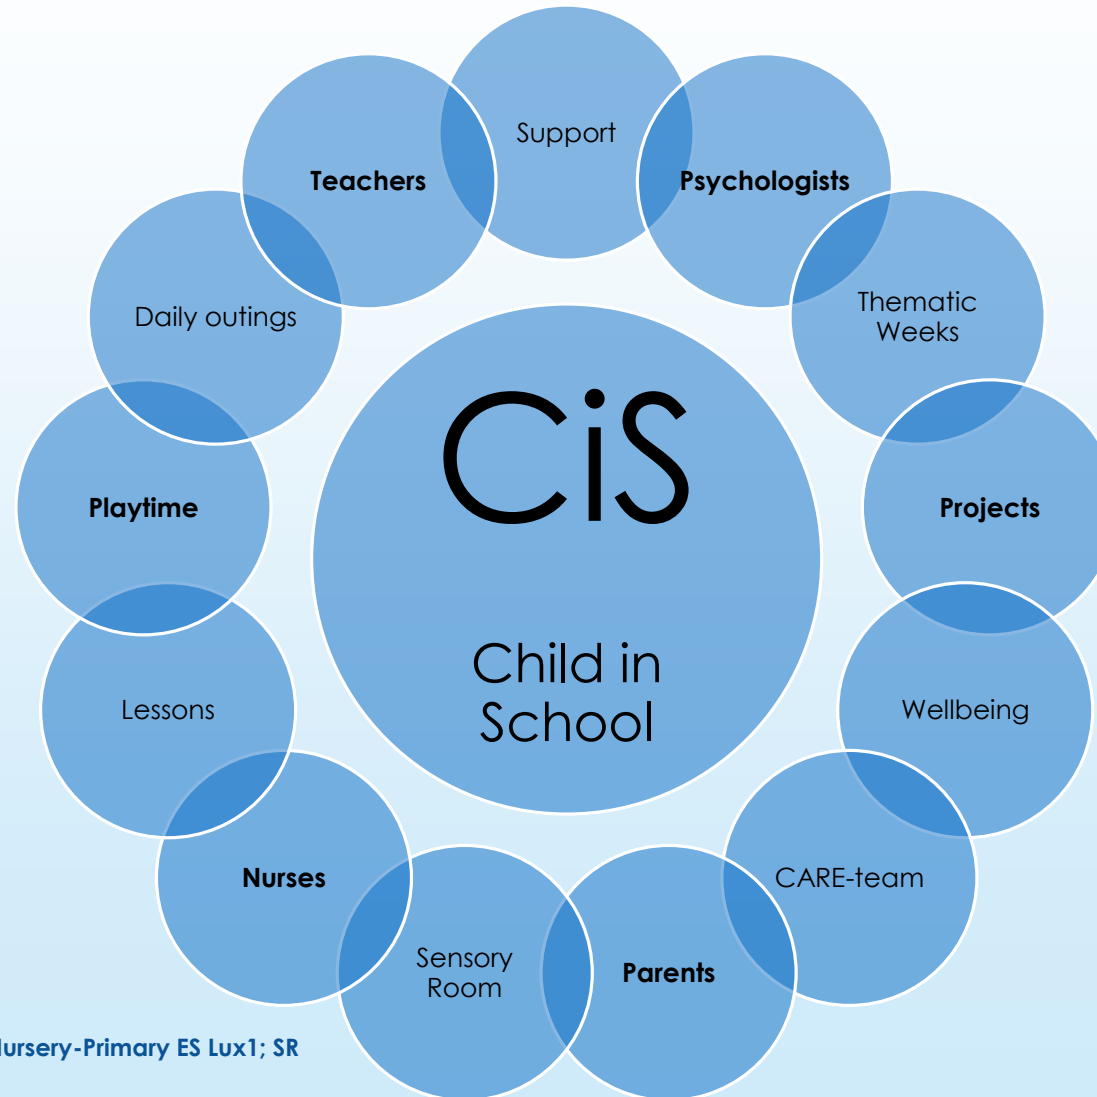 Support
Teachers
Psychologists
Daily outings
Thematic
Weeks
CiS
Playtime
Projects
Child in
School
Lessons
Wellbeing
Nurses
CARE-team
Sensory
Room
Parents
-Primary ES Lux1; SR